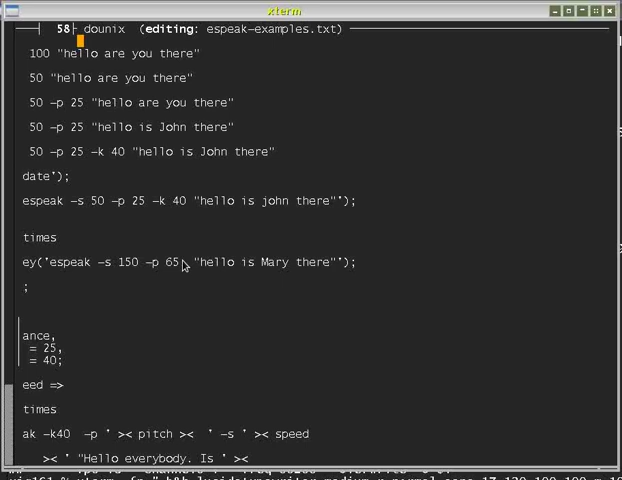 xterm
58 dounix (editing: espeak-examples.txt)
100 "hello are you there"
50 "hello are you there"
50 -p 25 "hello are you there"
50 -p 25 "hello is John there"
50 -p 25 -k 40 "hello is John there"
date');
espeak -s 50 -p 25 -k 40 "hello is john there"');
times
ey('espeak -s 150 -p 65 "hello is Mary there"');
;
ance,
= 25,
= 40;
eed =>
times
ak -k40 -p ' >< pitch >< ' -s ' >< speed
>< ' "Hello everybody. Is ' ><